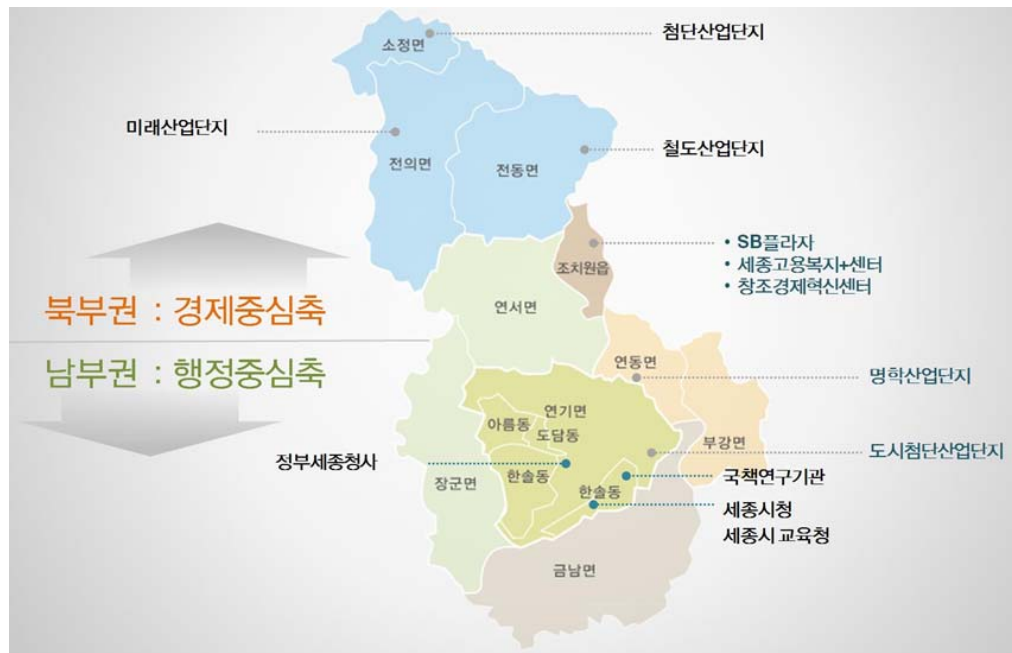 소정면
첨단산업단지
미래산업단지
전의면
전동면
철도산업단지
조치원읍
• SB플라자
• 세종고용복지+센터
• 창조경제혁신센터
북부권 : 경제중심축
연서면
남부권 : 행정중심축
연동면
명학산업단지
연기면
아름동
도담동
부강면
도시첨단산업단지
정부세종청사
장군면
한솔동
한솔동
국책연구기관
세종시청
세종시 교육청
금남면